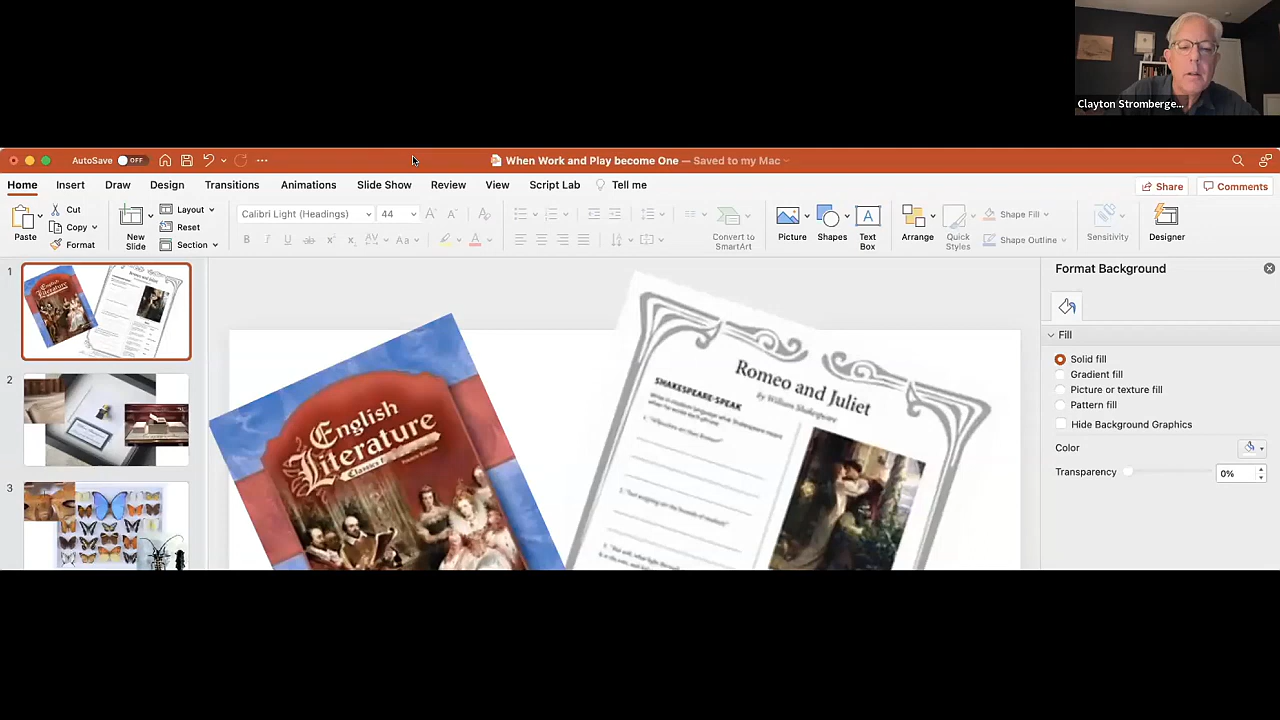 Clayton Stromberge...
AutoSave OFF
When Work and Play become One — Saved to my Mac
Home Insert Draw Design Transitions Animations Slide Show Review View Script Lab Tell me
Share Comments
Paste
Cut
Copy
Format
New
Slide
Layout
Reset
Section
Calibri Light (Headings) 44
Convert to
SmartArt
Picture
Shapes
Text
Box
Arrange
Quick
Styles
Shape Fill
Shape Outline
Sensitivity
Designer
1
2
3
English
Literature
Classics I
Romeo and Juliet
By William Shakespeare
SHAKESPEARE-SPEAK
Format Background
Fill
Solid fill
Gradient fill
Picture or texture fill
Pattern fill
Hide Background Graphics
Color
Transparency 0%